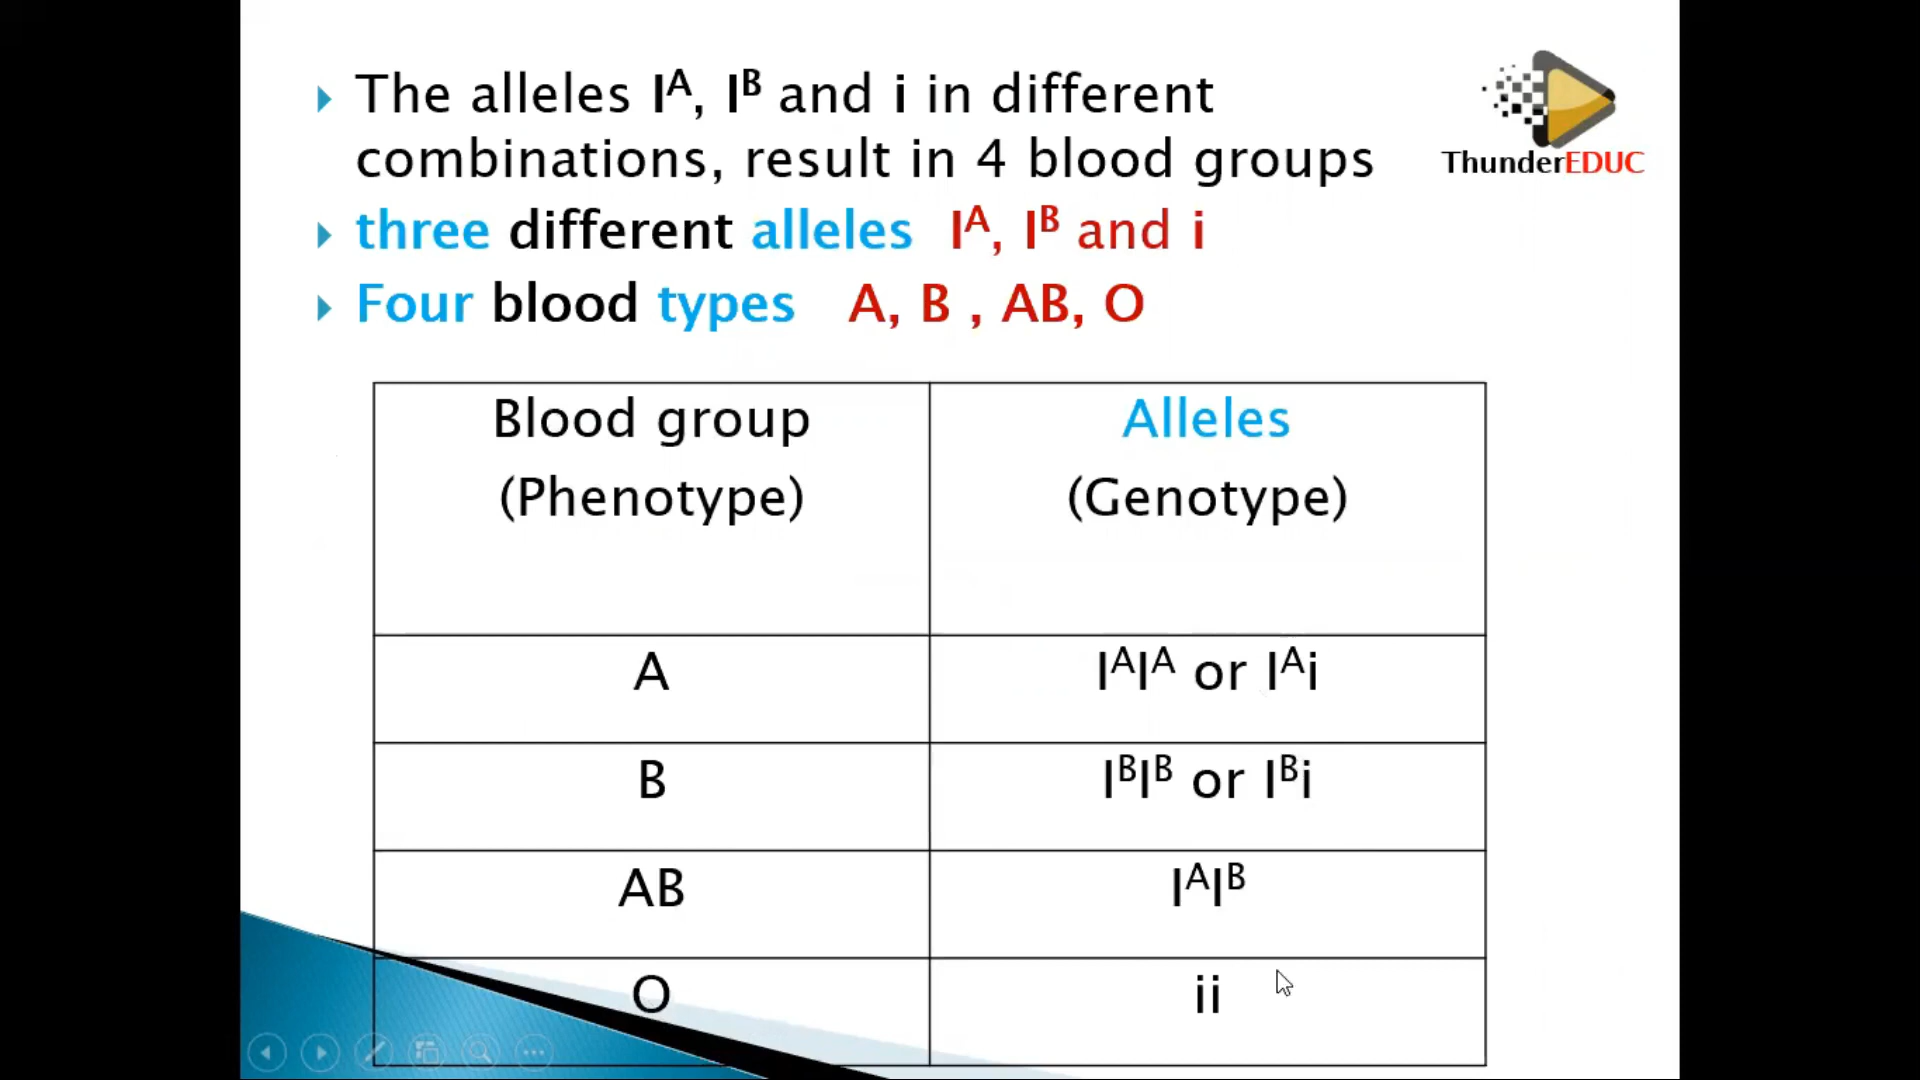 The alleles Iᴬ, Iᴮ and i in different
combinations, result in 4 blood groups
ThunderEDUC
three different alleles Iᴬ, Iᴮ and i
Four blood types A, B , AB, O
Blood group
(Phenotype)
Alleles
(Genotype)
A
IᴬIᴬ or Iᴬi
B
IᴮIᴮ or Iᴮi
AB
IᴬIᴮ
O
ii